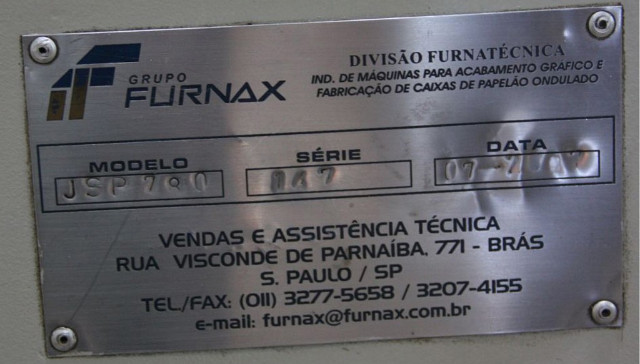 GRUPO
FURNAX
DIVISÃO FURNATÉCNICA
IND. DE MÁQUINAS PARA ACABAMENTO GRÁFICO E
FABRICAÇÃO DE CAIXAS DE PAPELÃO ONDULADO
MODELO SÉRIE DATA
JSP780
VENDAS E ASSISTÊNCIA TÉCNICA
RUA VISCONDE DE PARNAÍBA, 771 - BRÁS
S. PAULO / SP
TEL./FAX: (011) 3277-5658 / 3207-4155
e-mail: furnax@furnax.com.br